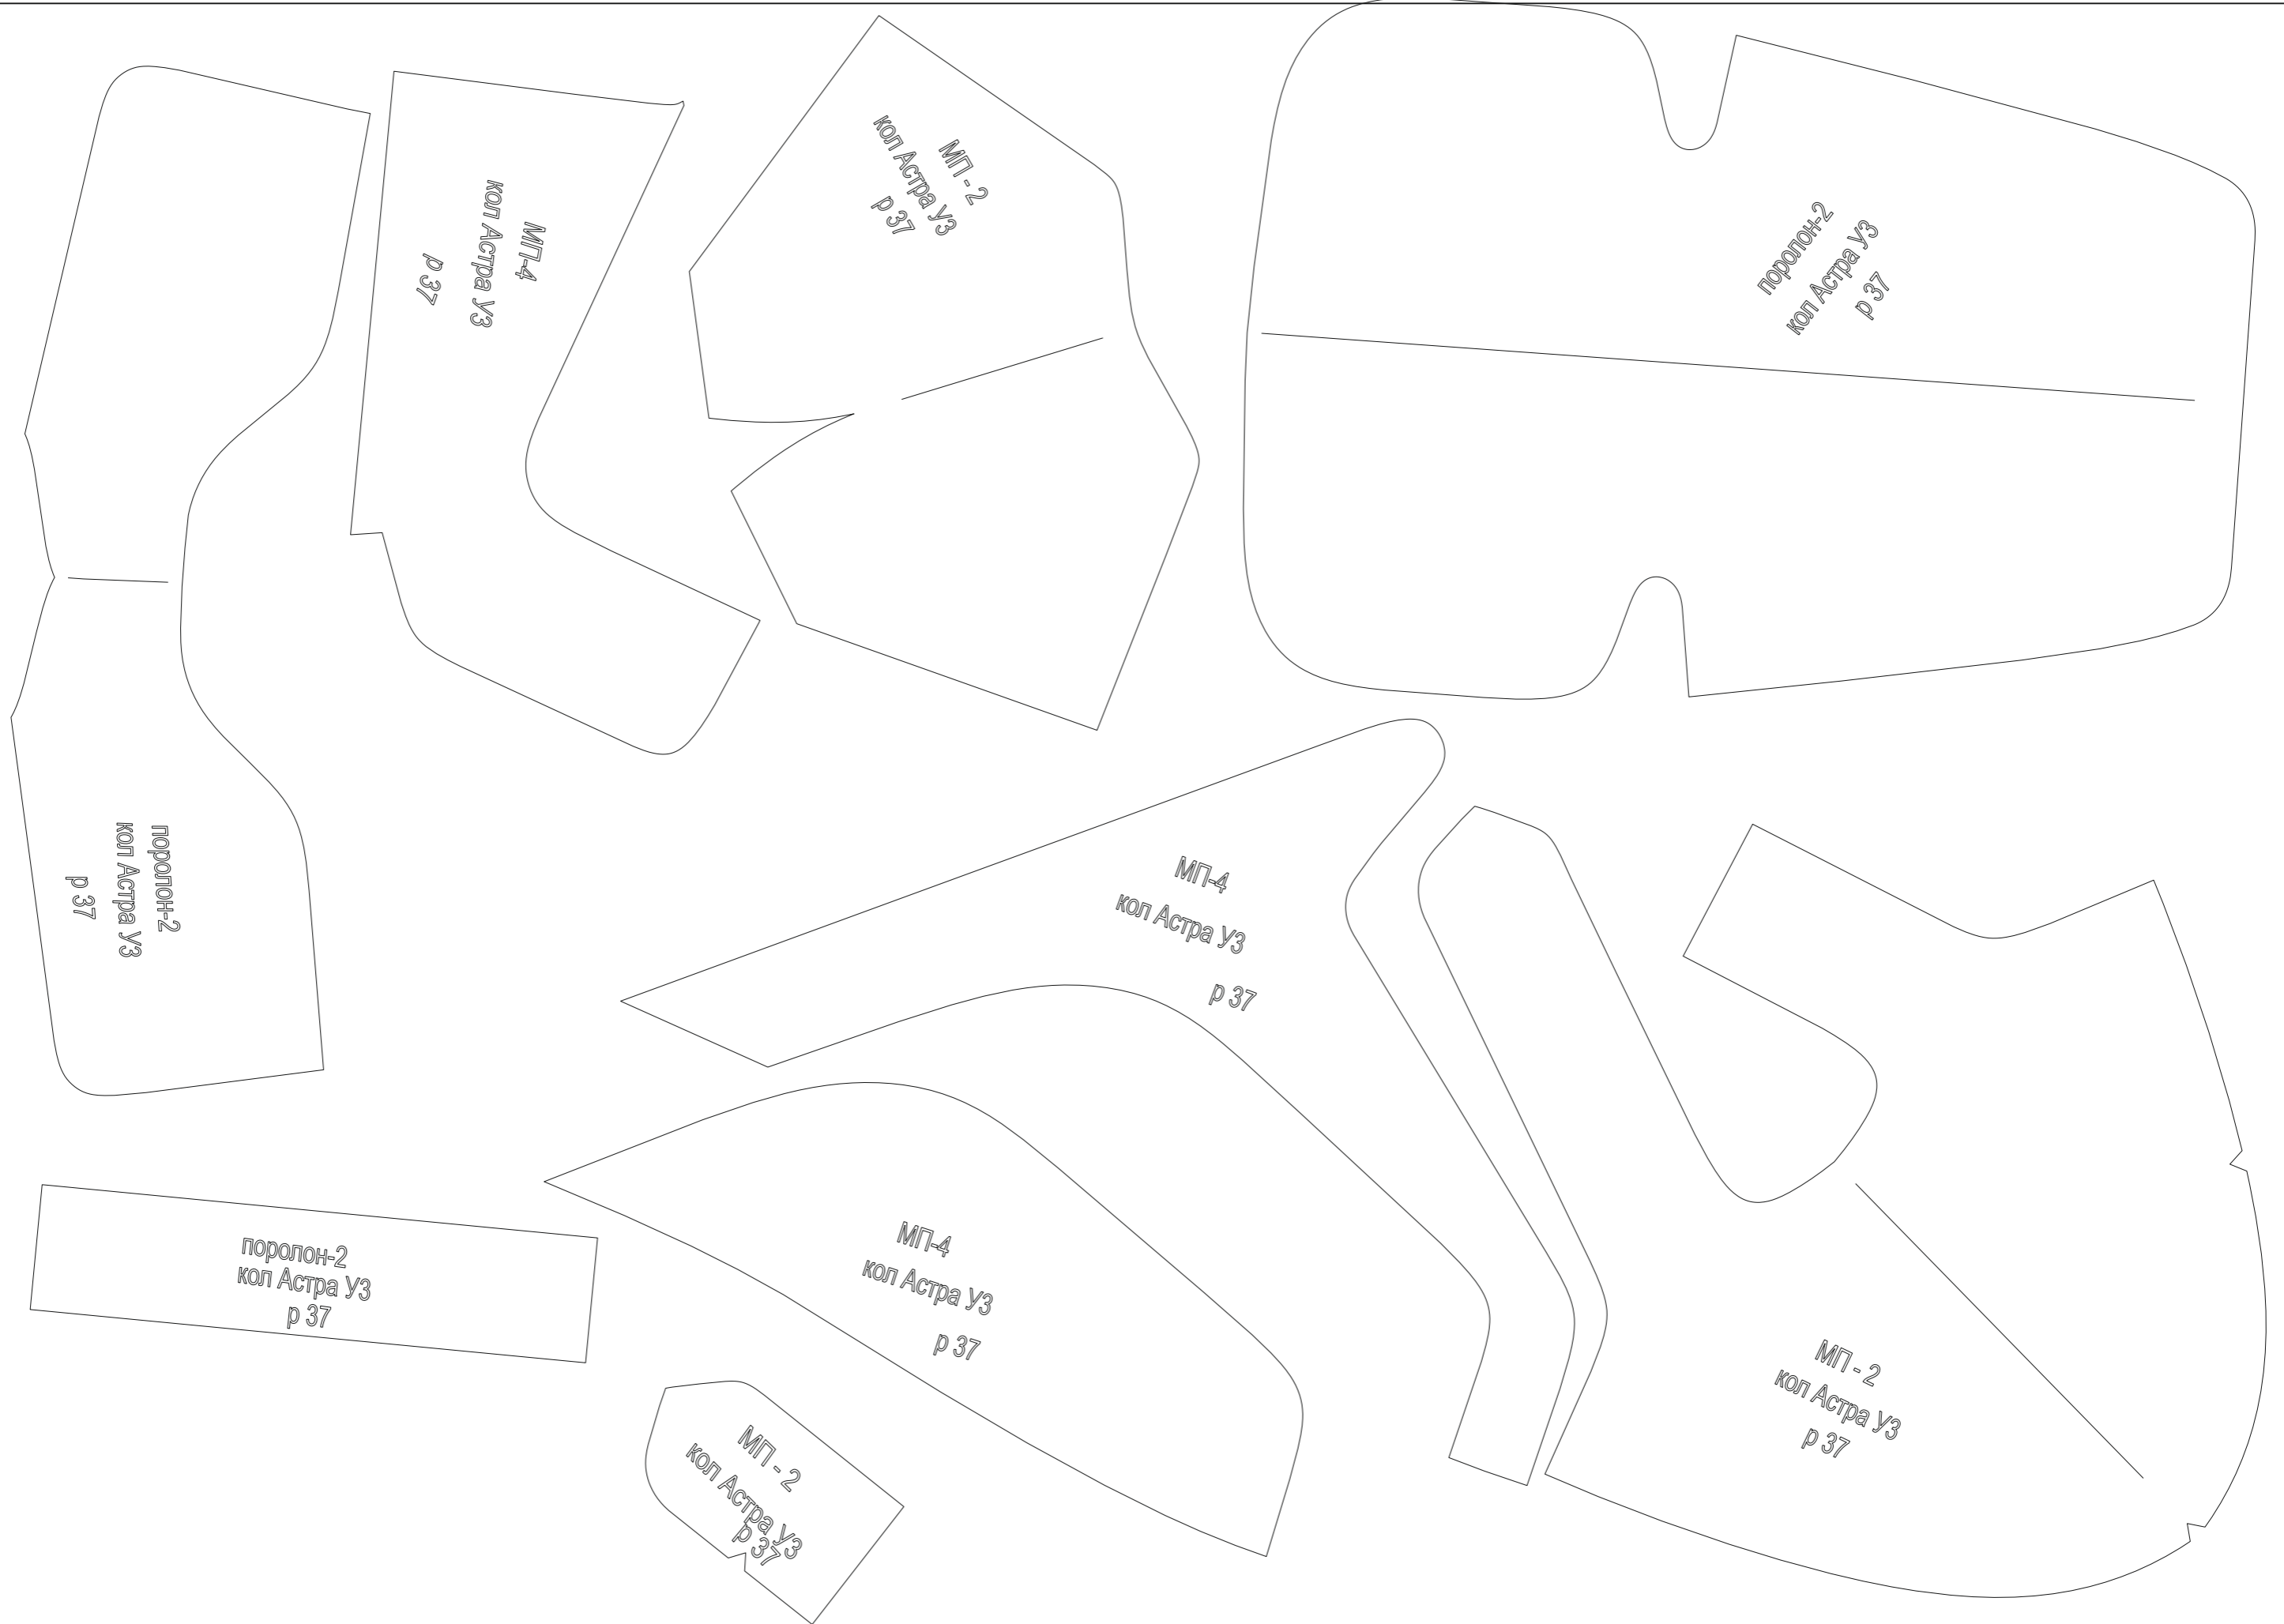 МП - 2
кол Астра У3
р 37
МП-4
кол Астра У3
р 37
поролон-2
кол Астра У3
р 37
поролон-2
кол Астра У3
р 37
МП-4
кол Астра У3
р 37
поролон-2
кол Астра У3
р 37
МП-4
кол Астра У3
р 37
МП - 2
кол Астра У3
р 37
МП - 2
кол Астра У3
р 37